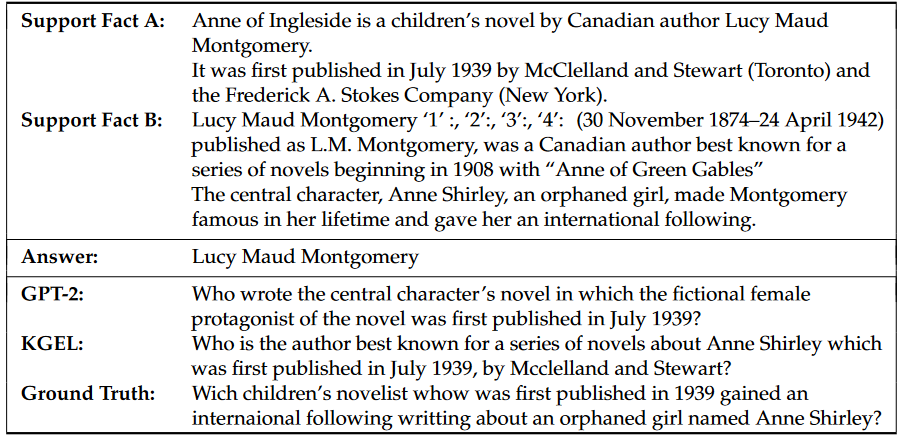 Support Fact A: Anne of Ingleside is a children's novel by Canadian author Lucy Maud
Montgomery.
It was first published in July 1939 by McClelland and Stewart (Toronto) and
the Frederick A. Stokes Company (New York).
Support Fact B: Lucy Maud Montgomery ‘1’ :, ‘2’:, ‘3’:, ‘4’: (30 November 1874–24 April 1942)
published as L.M. Montgomery, was a Canadian author best known for a
series of novels beginning in 1908 with “Anne of Green Gables”
The central character, Anne Shirley, an orphaned girl, made Montgomery
famous in her lifetime and gave her an international following.
Answer: Lucy Maud Montgomery
GPT-2: Who wrote the central character's novel in which the fictional female
protagonist of the novel was first published in July 1939?
KGEL: Who is the author best known for a series of novels about Anne Shirley which
was first published in July 1939, by Mcclelland and Stewart?
Ground Truth: Wich children's novelist whow was first published in 1939 gained an
internaional following writting about an orphaned girl named Anne Shirley?